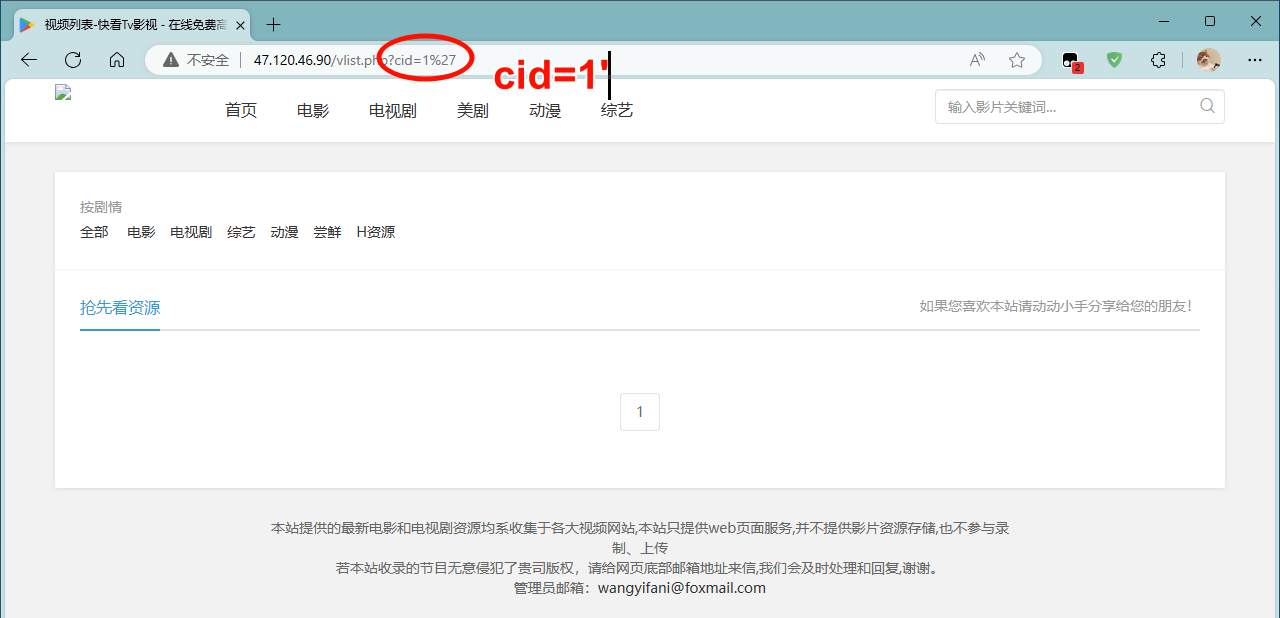 视频列表-快看Tv影视 - 在线免费高
不安全 47.120.46.90/vlist.php?cid=1%27
cid=1'
2
首页 电影 电视剧 美剧 动漫 综艺
输入影片关键词...
按剧情
全部 电影 电视剧 综艺 动漫 尝鲜 H资源
抢先看资源
如果您喜欢本站请动动小手分享给您的朋友!
1
本站提供的最新电影和电视剧资源均系收集于各大视频网站,本站只提供web页面服务,并不提供影片资源存储,也不参与录
制、上传
若本站收录的节目无意侵犯了贵司版权，请给网页底部邮箱地址来信,我们会及时处理和回复,谢谢。
管理员邮箱：wangyifani@foxmail.com